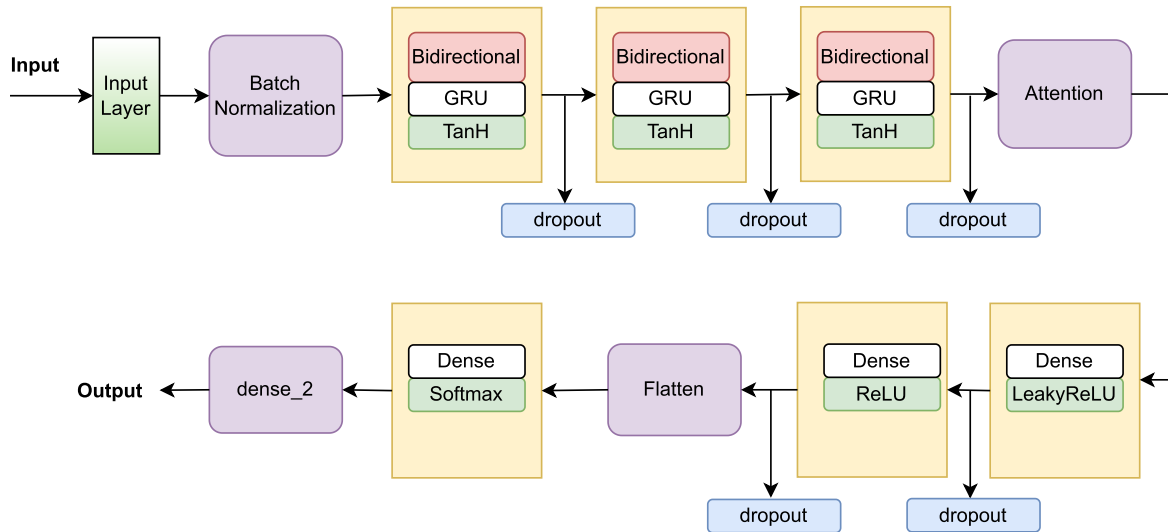 Input
Input
Layer
Batch
Normalization
Bidirectional
GRU
TanH
dropout
Bidirectional
GRU
TanH
dropout
Bidirectional
GRU
TanH
dropout
Attention
Dense
LeakyReLU
dropout
Dense
ReLU
dropout
Flatten
Dense
Softmax
dense_2
Output